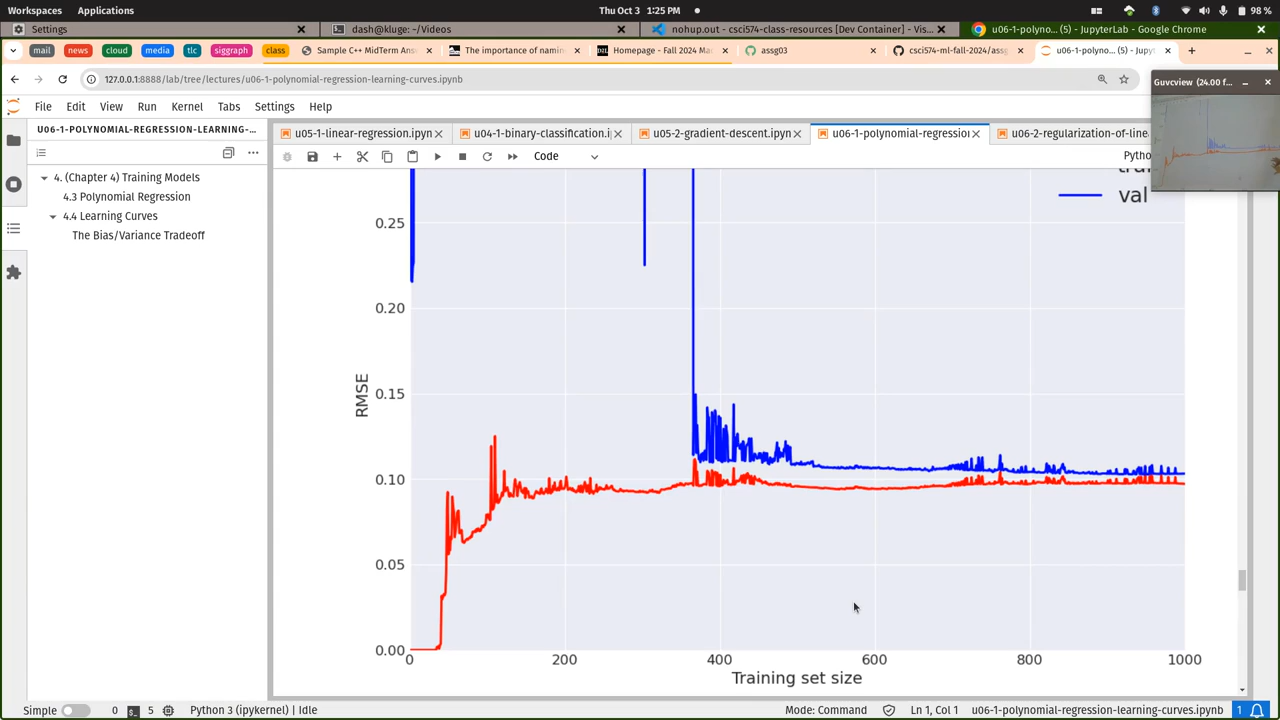 Workspaces Applications Thu Oct 3 1:25 PM 98 %
Settings dash@kluge: ~/Videos nohup.out - csci574-class-resources [Dev Container] - Vis... u06-1-polyno... (5) - JupyterLab - Google Chrome
mail news cloud media tlc siggraph class Sample C++ MidTerm An The importance of namin Homepage - Fall 2024 Ma assg03 csci574-ml-fall-2024/ass u06-1-polyno... (5) - Jupy
127.0.0.1:8888/lab/tree/lectures/u06-1-polynomial-regression-learning-curves.ipynb
Guvcview (24.00 f...
File Edit View Run Kernel Tabs Settings Help
U06-1-POLYNOMIAL-REGRESSION-LEARNING-...
u05-1-linear-regression.ipyn u04-1-binary-classification.i u05-2-gradient-descent.ipyn u06-1-polynomial-regressio u06-2-regularization-of-line
Code Pytho
4. (Chapter 4) Training Models
4.3 Polynomial Regression
4.4 Learning Curves
The Bias/Variance Tradeoff
val
0.25
0.20
0.15
0.10
0.05
0.00
RMSE
0 200 400 600 800 1000
Training set size
Simple 0 5 Python 3 (ipykernel) | Idle Mode: Command Ln 1, Col 1 u06-1-polynomial-regression-learning-curves.ipynb 1